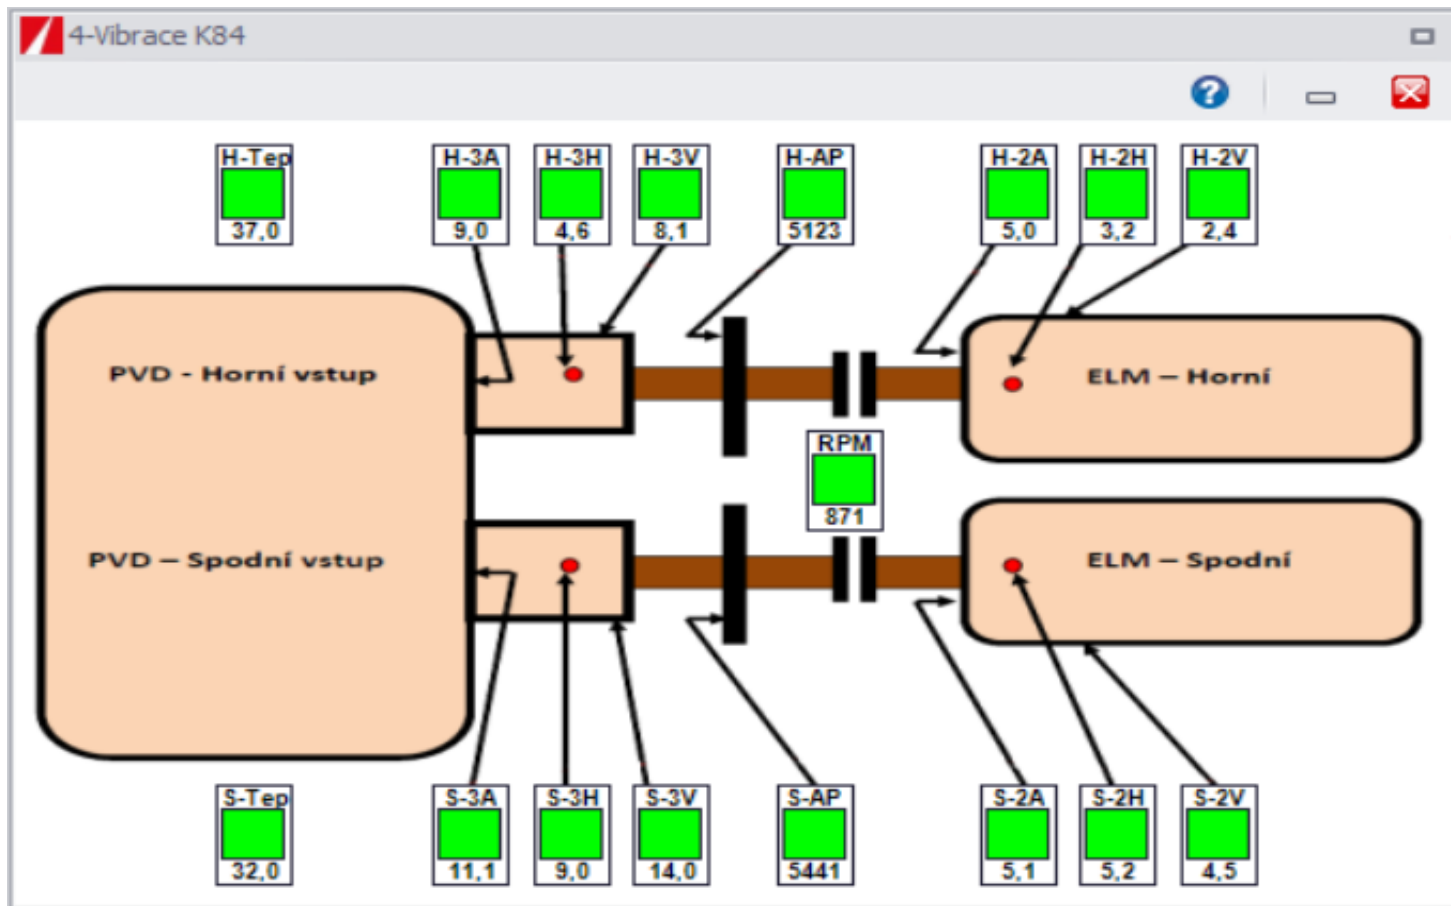 4-Vibrace K84
?
H-Tep H-3A H-3H H-3V H-AP H-2A H-2H H-2V
37,0 9,0 4,6 8,1 5123 5,0 3,2 2,4
PVD - Horní vstup ELM – Horní
RPM
871
PVD – Spodní vstup ELM – Spodní
S-Tep S-3A S-3H S-3V S-AP S-2A S-2H S-2V
32,0 11,1 9,0 14,0 5441 5,1 5,2 4,5